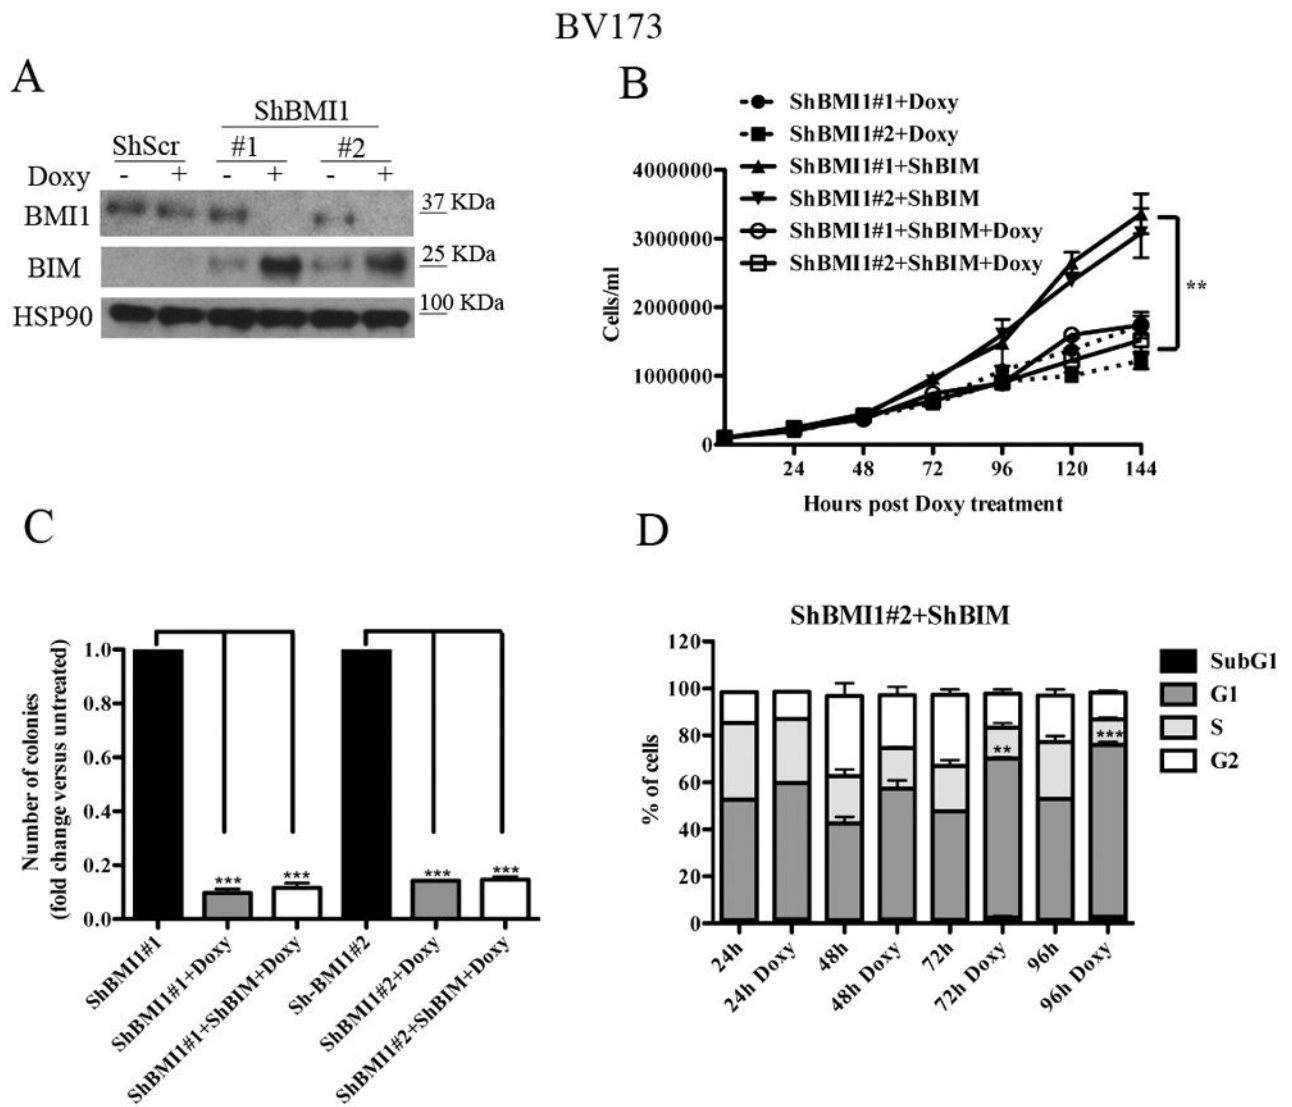 BV173
A
ShBMI1
ShScr #1 #2
Doxy - + - + - +
BMI1 37 KDa
BIM 25 KDa
HSP90 100 KDa
B
ShBMI1#1+Doxy
ShBMI1#2+Doxy
ShBMI1#1+ShBIM
ShBMI1#2+ShBIM
ShBMI1#1+ShBIM+Doxy
ShBMI1#2+ShBIM+Doxy
Cells/ml
4000000
3000000
2000000
1000000
0
**
24 48 72 96 120 144
Hours post Doxy treatment
C
Number of colonies
(fold change versus untreated)
1.0
0.8
0.6
0.4
0.2
0.0
*** *** *** ***
ShBMI1#1
ShBMI1#1+Doxy
ShBMI1#1+ShBIM+Doxy
Sh-BMI1#2
ShBMI1#2+Doxy
ShBMI1#2+ShBIM+Doxy
D
ShBMI1#2+ShBIM
% of cells
120
100
80
60
40
20
0
** ***
24h
24h Doxy
48h
48h Doxy
72h
72h Doxy
96h
96h Doxy
SubG1
G1
S
G2